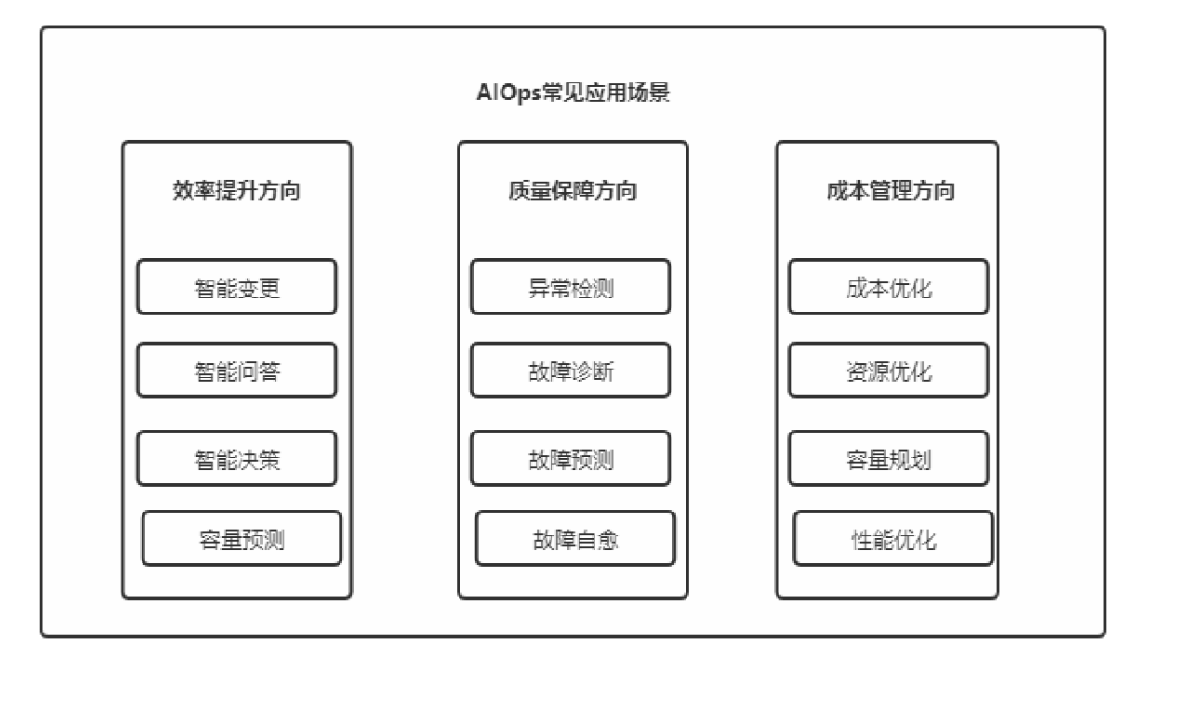 AIOps常见应用场景
效率提升方向
智能变更
智能问答
智能决策
容量预测
质量保障方向
异常检测
故障诊断
故障预测
故障自愈
成本管理方向
成本优化
资源优化
容量规划
性能优化